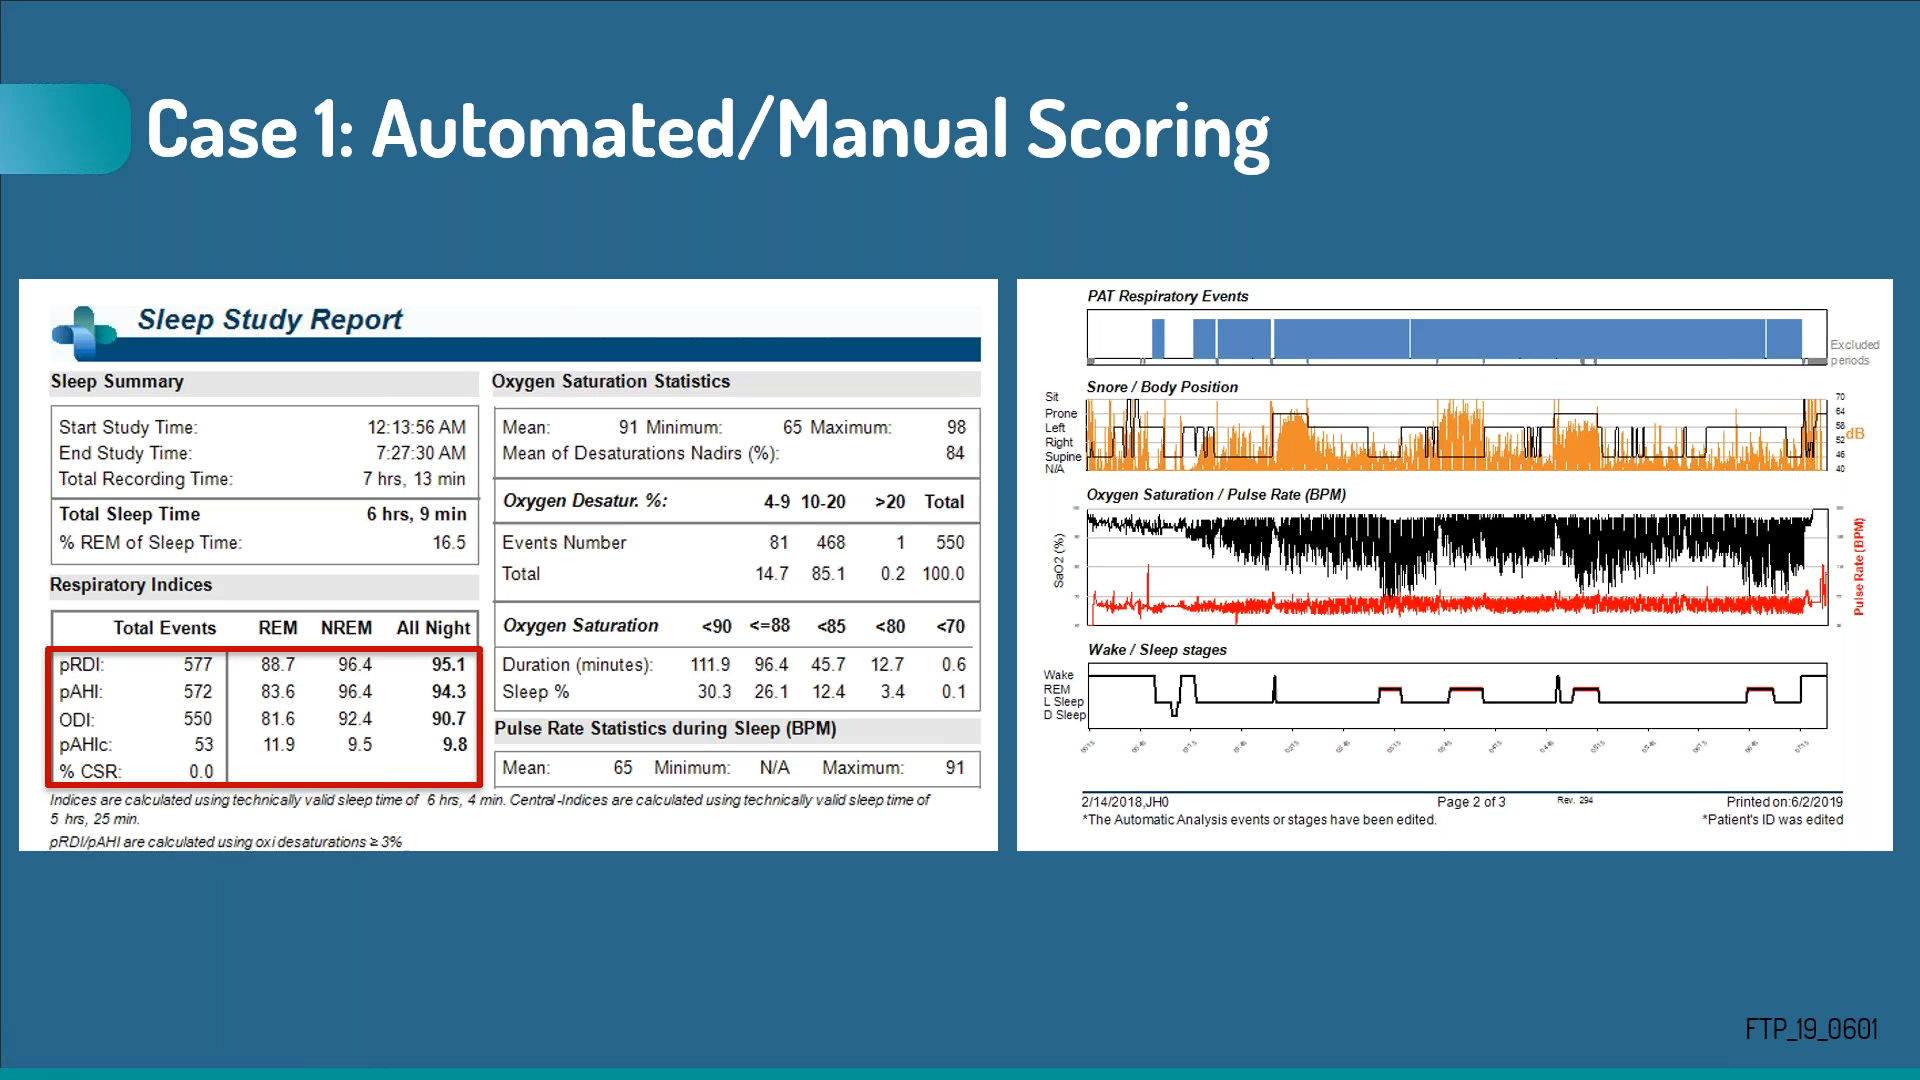 Case 1: Automated/Manual Scoring
Sleep Study Report
Sleep Summary
Start Study Time: 12:13:56 AM
End Study Time: 7:27:30 AM
Total Recording Time: 7 hrs, 13 min
Total Sleep Time 6 hrs, 9 min
% REM of Sleep Time: 16.5
Respiratory Indices
Total Events REM NREM All Night
pRDI: 577 88.7 96.4 95.1
pAHI: 572 83.6 96.4 94.3
ODI: 550 81.6 92.4 90.7
pAHIc: 53 11.9 9.5 9.8
% CSR: 0.0
Oxygen Saturation Statistics
Mean: 91 Minimum: 65 Maximum: 98
Mean of Desaturations Nadirs (%): 84
Oxygen Desatur. %: 4-9 10-20 >20 Total
Events Number 81 468 1 550
Total 14.7 85.1 0.2 100.0
Oxygen Saturation <90 <=88 <85 <80 <70
Duration (minutes): 111.9 96.4 45.7 12.7 0.6
Sleep % 30.3 26.1 12.4 3.4 0.1
Pulse Rate Statistics during Sleep (BPM)
Mean: 65 Minimum: N/A Maximum: 91
Indices are calculated using technically valid sleep time of 6 hrs, 4 min. Central-Indices are calculated using technically valid sleep time of
5 hrs, 25 min.
pRDI/pAHI are calculated using oxi desaturations ≥ 3%
PAT Respiratory Events
Excluded
periods
Snore / Body Position
Sit
Prone
Left
Right
Supine
N/A
70
64
58
52
46
40
dB
Oxygen Saturation / Pulse Rate (BPM)
SaO2 (%)
Pulse Rate (BPM)
Wake / Sleep stages
Wake
REM
L Sleep
D Sleep
2/14/2018,JH0 Page 2 of 3 Rev. 294 Printed on:6/2/2019
*The Automatic Analysis events or stages have been edited. *Patient's ID was edited
FTP_19_0601